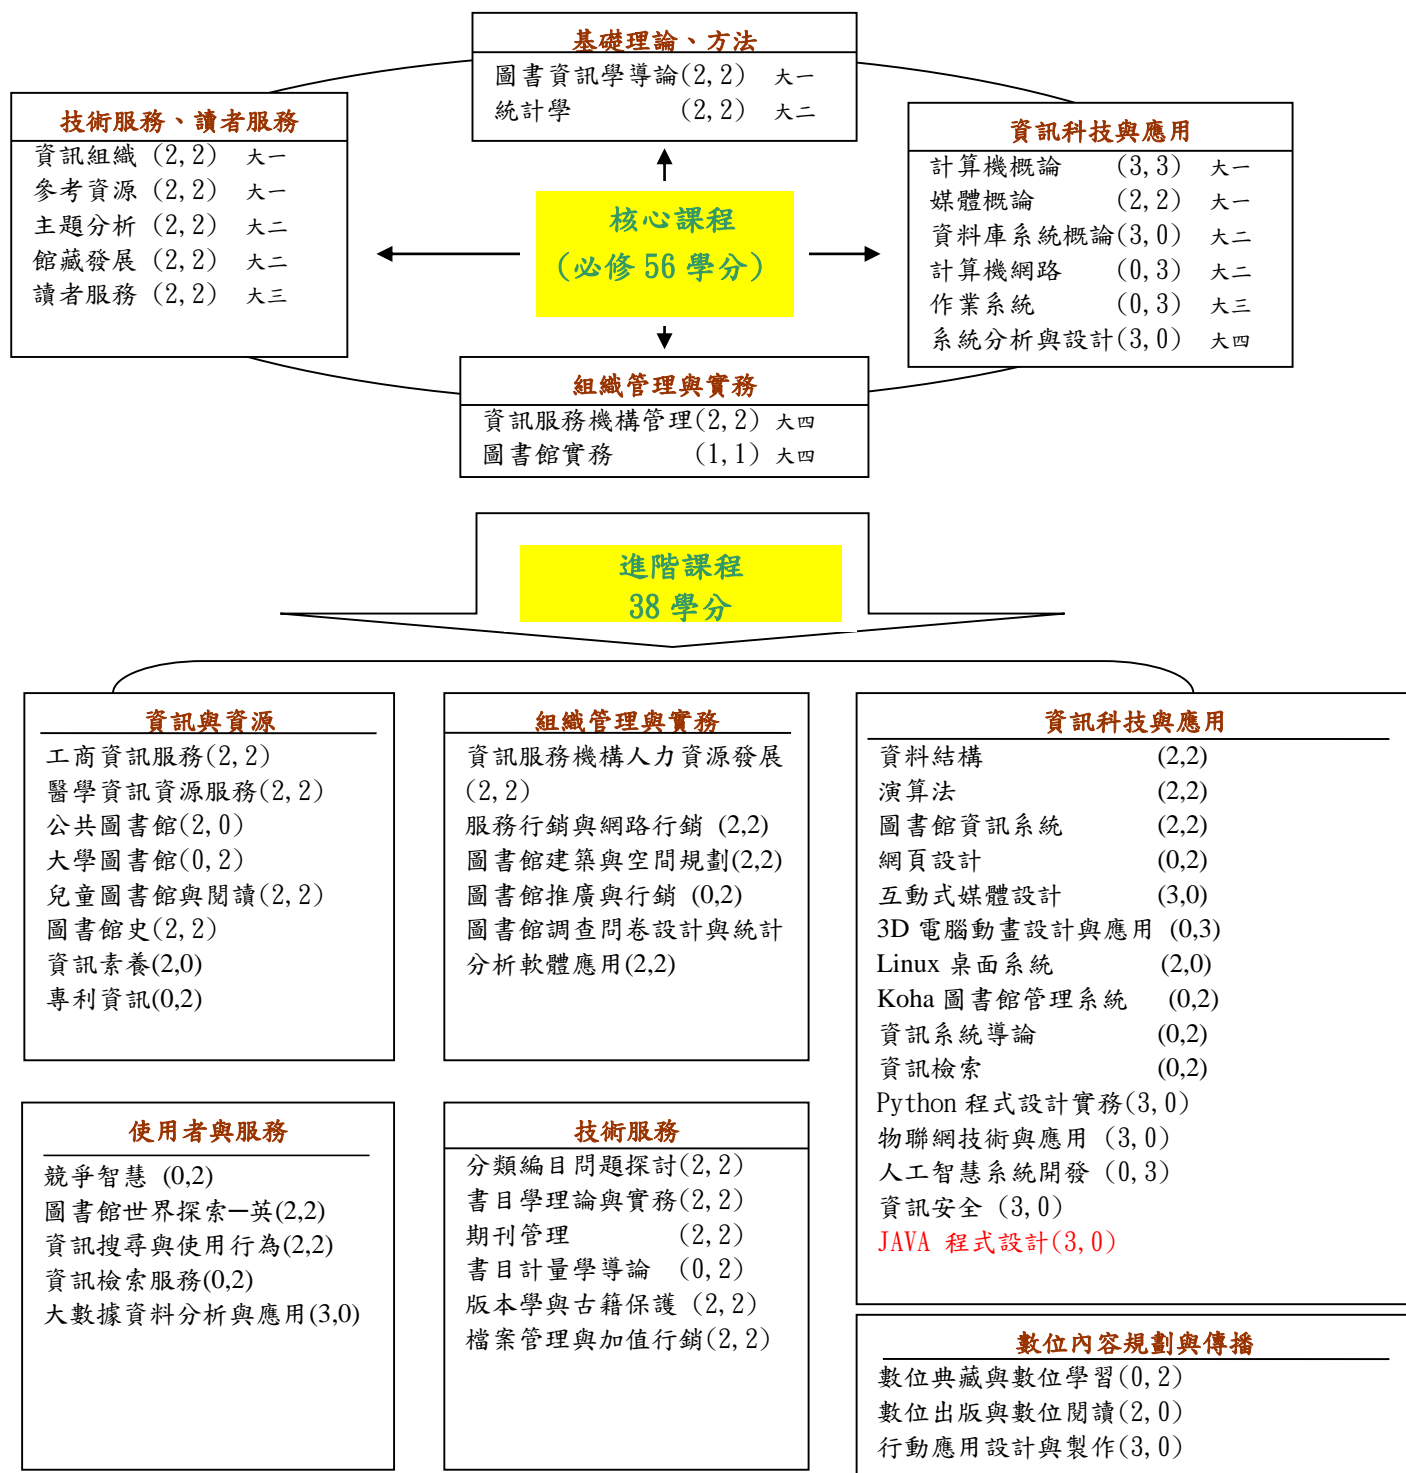 基礎理論、方法
圖書資訊學導論(2,2) 大一
統計學 (2,2) 大二
技術服務、讀者服務
資訊組織 (2,2) 大一
參考資源 (2,2) 大一
主題分析 (2,2) 大二
館藏發展 (2,2) 大二
讀者服務 (2,2) 大三
核心課程
(必修 56 學分)
資訊科技與應用
計算機概論 (3,3) 大一
媒體概論 (2,2) 大一
資料庫系統概論(3,0) 大二
計算機網路 (0,3) 大二
作業系統 (0,3) 大三
系統分析與設計(3,0) 大四
組織管理與實務
資訊服務機構管理(2,2) 大四
圖書館實務 (1,1) 大四
進階課程
38 學分
資訊與資源
工商資訊服務(2,2)
醫學資訊資源服務(2,2)
公共圖書館(2,0)
大學圖書館(0,2)
兒童圖書館與閱讀(2,2)
圖書館史(2,2)
資訊素養(2,0)
專利資訊(0,2)
組織管理與實務
資訊服務機構人力資源發展
(2,2)
服務行銷與網路行銷 (2,2)
圖書館建築與空間規劃(2,2)
圖書館推廣與行銷 (0,2)
圖書館調查問卷設計與統計
分析軟體應用(2,2)
資訊科技與應用
資料結構 (2,2)
演算法 (2,2)
圖書館資訊系統 (2,2)
網頁設計 (0,2)
互動式媒體設計 (3,0)
3D 電腦動畫設計與應用 (0,3)
Linux 桌面系統 (2,0)
Koha 圖書館管理系統 (0,2)
資訊系統導論 (0,2)
資訊檢索 (0,2)
Python 程式設計實務(3,0)
物聯網技術與應用 (3,0)
人工智慧系統開發 (0,3)
資訊安全 (3,0)
JAVA 程式設計(3,0)
使用者與服務
競爭智慧 (0,2)
圖書館世界探索─英(2,2)
資訊搜尋與使用行為(2,2)
資訊檢索服務(0,2)
大數據資料分析與應用(3,0)
技術服務
分類編目問題探討(2,2)
書目學理論與實務(2,2)
期刊管理 (2,2)
書目計量學導論 (0,2)
版本學與古籍保護 (2,2)
檔案管理與加值行銷(2,2)
數位內容規劃與傳播
數位典藏與數位學習(0,2)
數位出版與數位閱讀(2,0)
行動應用設計與製作(3,0)